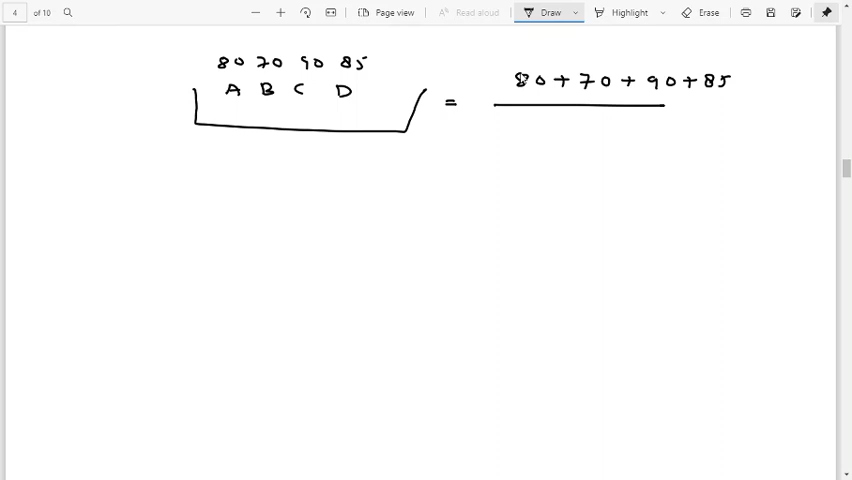 4 of 10 Page view Read aloud Draw Highlight Erase
80 70 90 85
A B C D
= 80+70+90+85